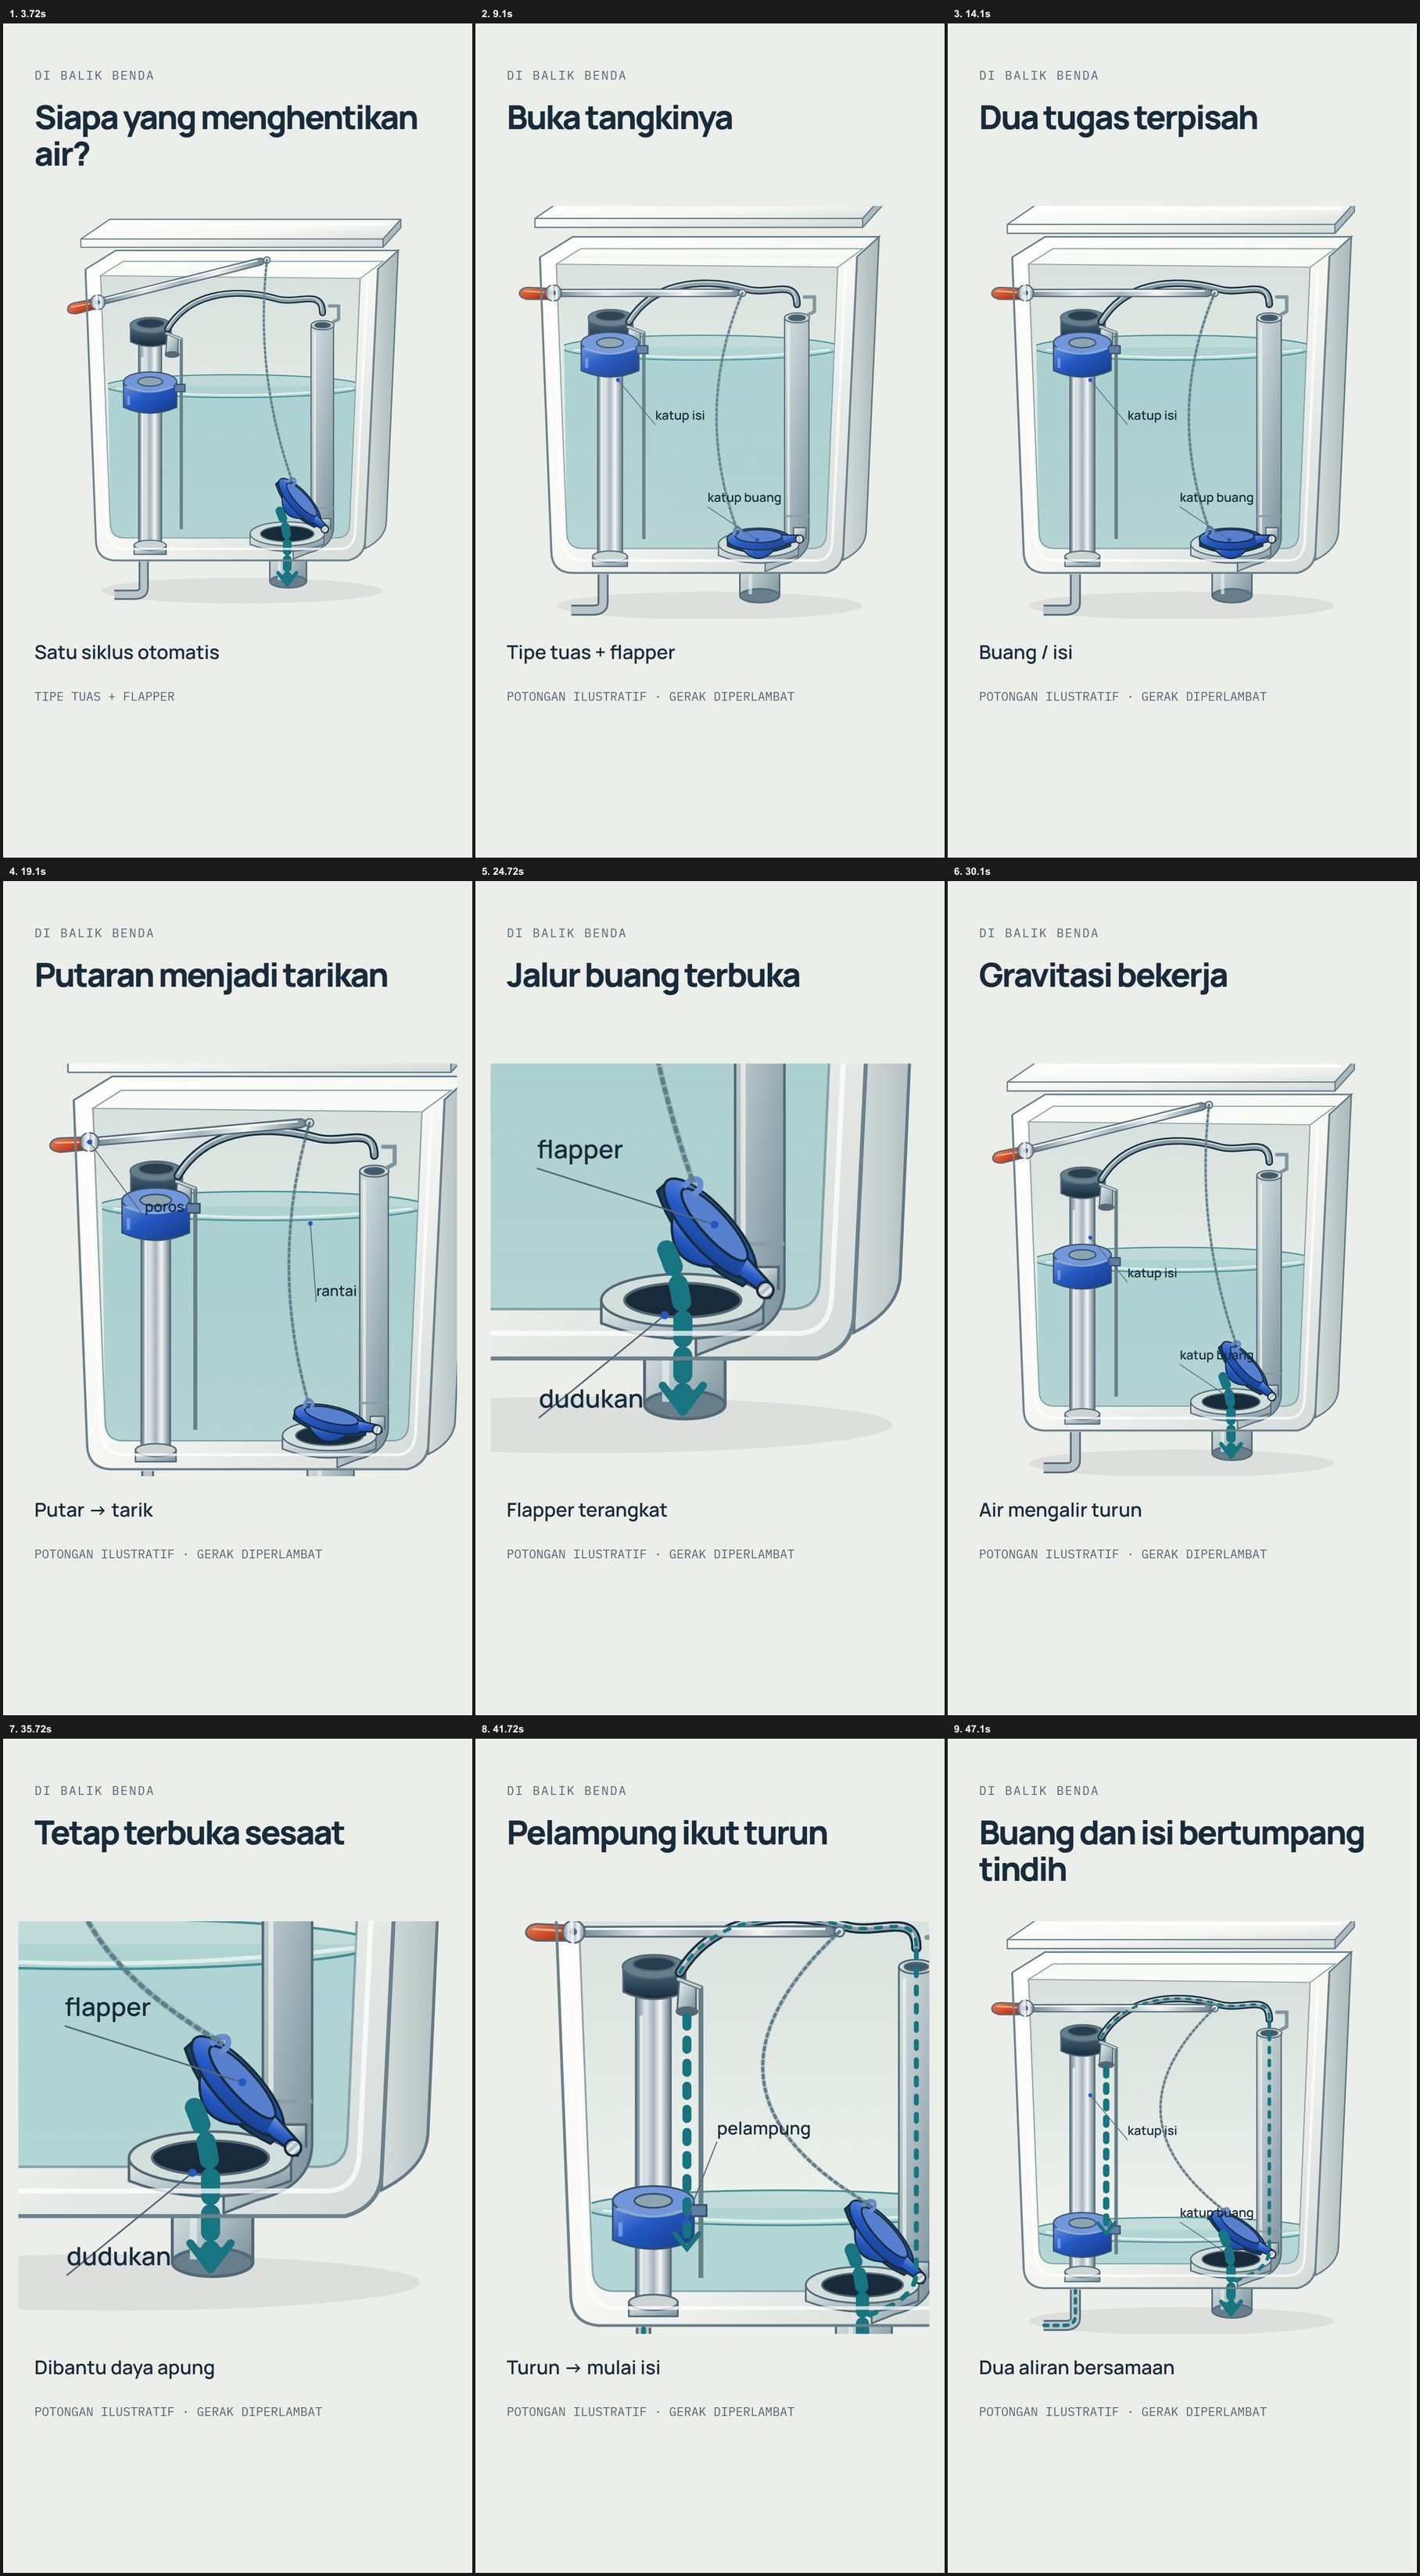 1. 3.72s
DI BALIK BENDA
Siapa yang menghentikan
air?
Satu siklus otomatis
TIPE TUAS + FLAPPER
2. 9.1s
DI BALIK BENDA
Buka tangkinya
katup isi
katup buang
Tipe tuas + flapper
POTONGAN ILUSTRATIF · GERAK DIPERLAMBAT
3. 14.1s
DI BALIK BENDA
Dua tugas terpisah
katup isi
katup buang
Buang / isi
POTONGAN ILUSTRATIF · GERAK DIPERLAMBAT
4. 19.1s
DI BALIK BENDA
Putaran menjadi tarikan
poros
rantai
Putar → tarik
POTONGAN ILUSTRATIF · GERAK DIPERLAMBAT
5. 24.72s
DI BALIK BENDA
Jalur buang terbuka
flapper
dudukan
Flapper terangkat
POTONGAN ILUSTRATIF · GERAK DIPERLAMBAT
6. 30.1s
DI BALIK BENDA
Gravitasi bekerja
katup isi
katup buang
Air mengalir turun
POTONGAN ILUSTRATIF · GERAK DIPERLAMBAT
7. 35.72s
DI BALIK BENDA
Tetap terbuka sesaat
flapper
dudukan
Dibantu daya apung
POTONGAN ILUSTRATIF · GERAK DIPERLAMBAT
8. 41.72s
DI BALIK BENDA
Pelampung ikut turun
pelampung
Turun → mulai isi
POTONGAN ILUSTRATIF · GERAK DIPERLAMBAT
9. 47.1s
DI BALIK BENDA
Buang dan isi bertumpang
tindih
katup isi
katup buang
Dua aliran bersamaan
POTONGAN ILUSTRATIF · GERAK DIPERLAMBAT